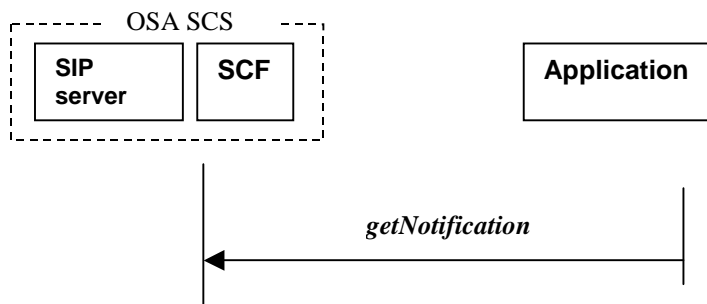 OSA SCS
SIP
server
SCF
Application
getNotification